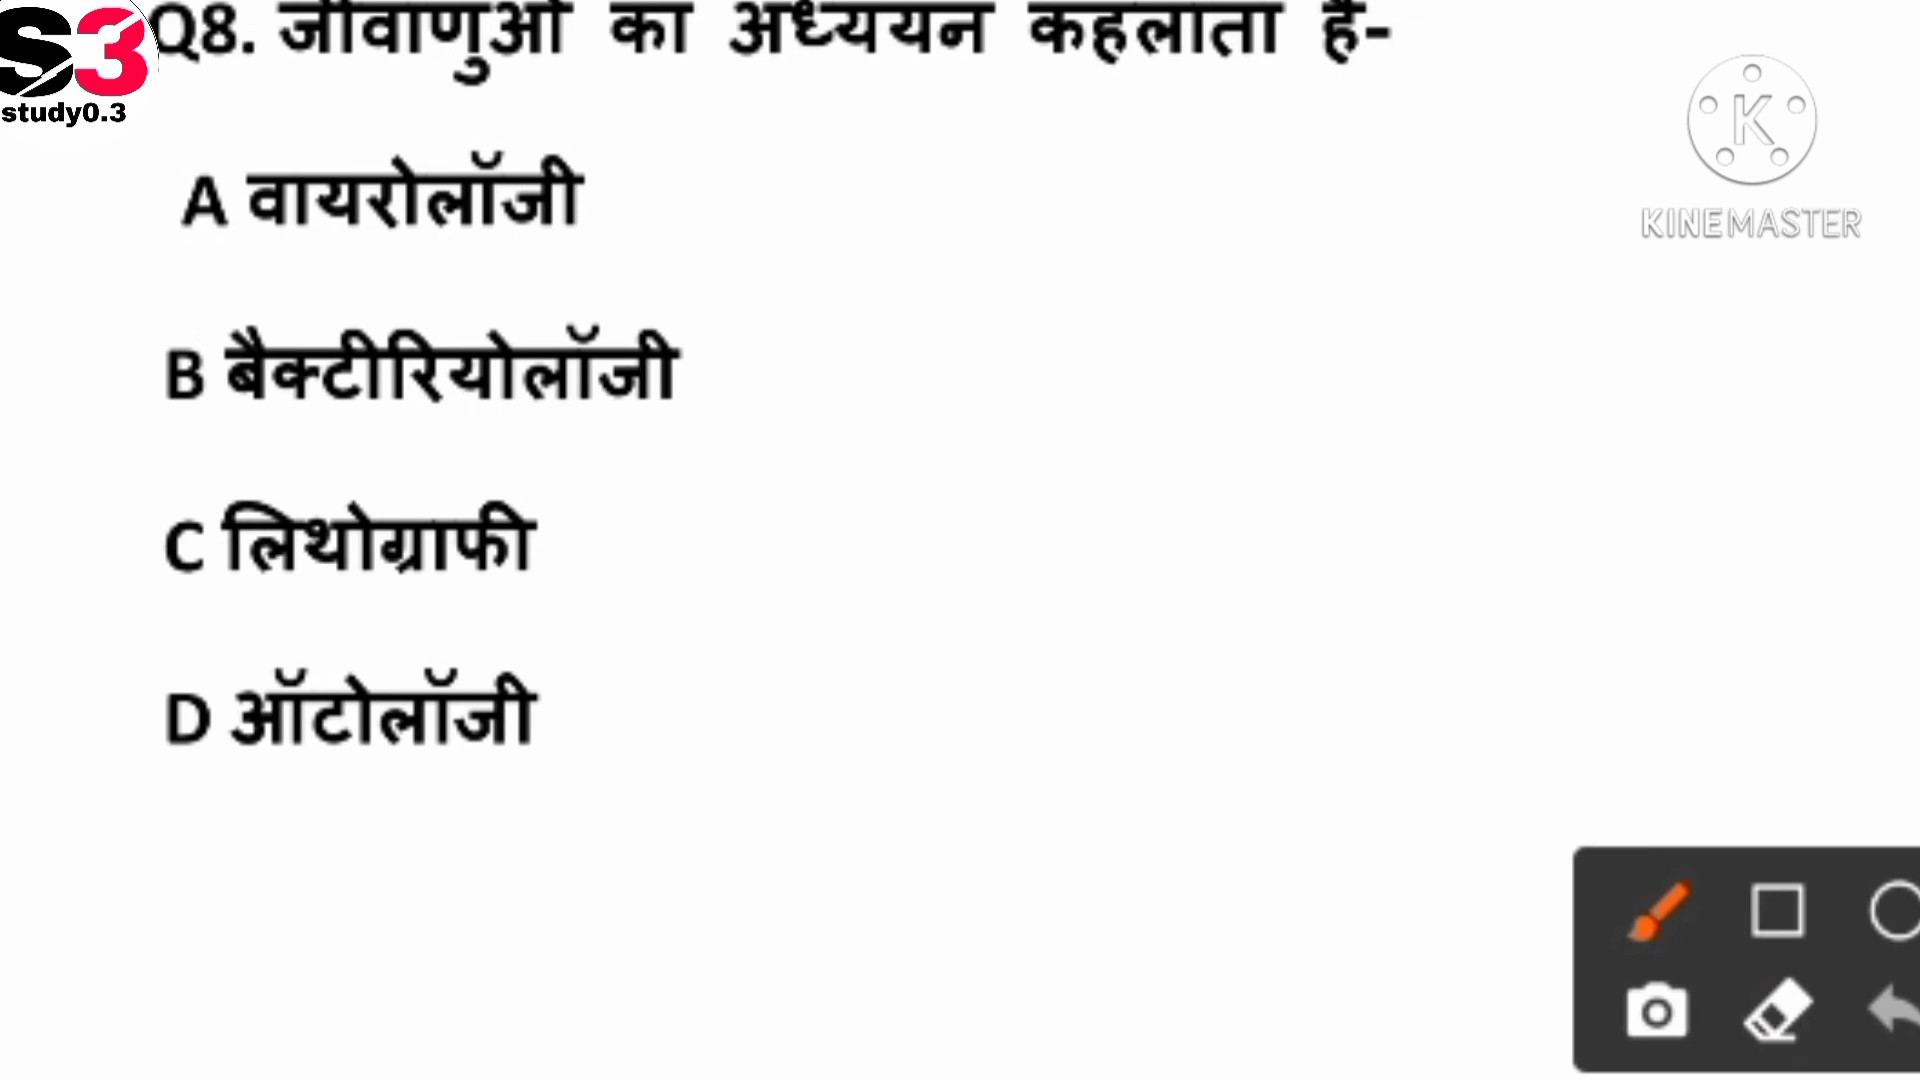 S3
study0.3
Q8. जीवाणुओं का अध्ययन कहलाता है-
KINEMASTER
A वायरोलॉजी
B बैक्टीरियोलॉजी
C लिथोग्राफी
D ऑटोलॉजी